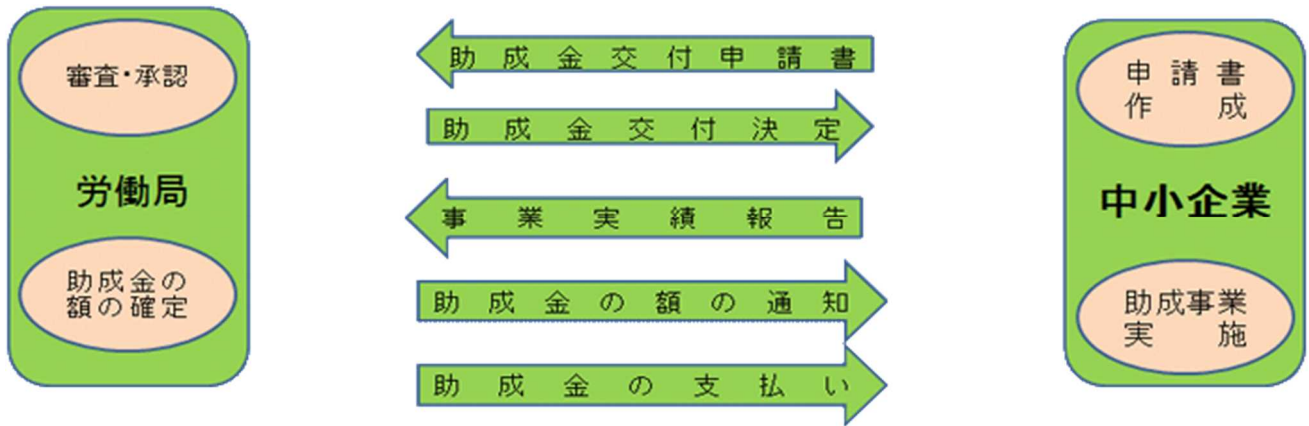 審査・承認
労働局
助成金の
額の確定
助成金交付申請書
助成金交付決定
事業実績報告
助成金の額の通知
助成金の支払い
申請書
作成
中小企業
助成事業
実施